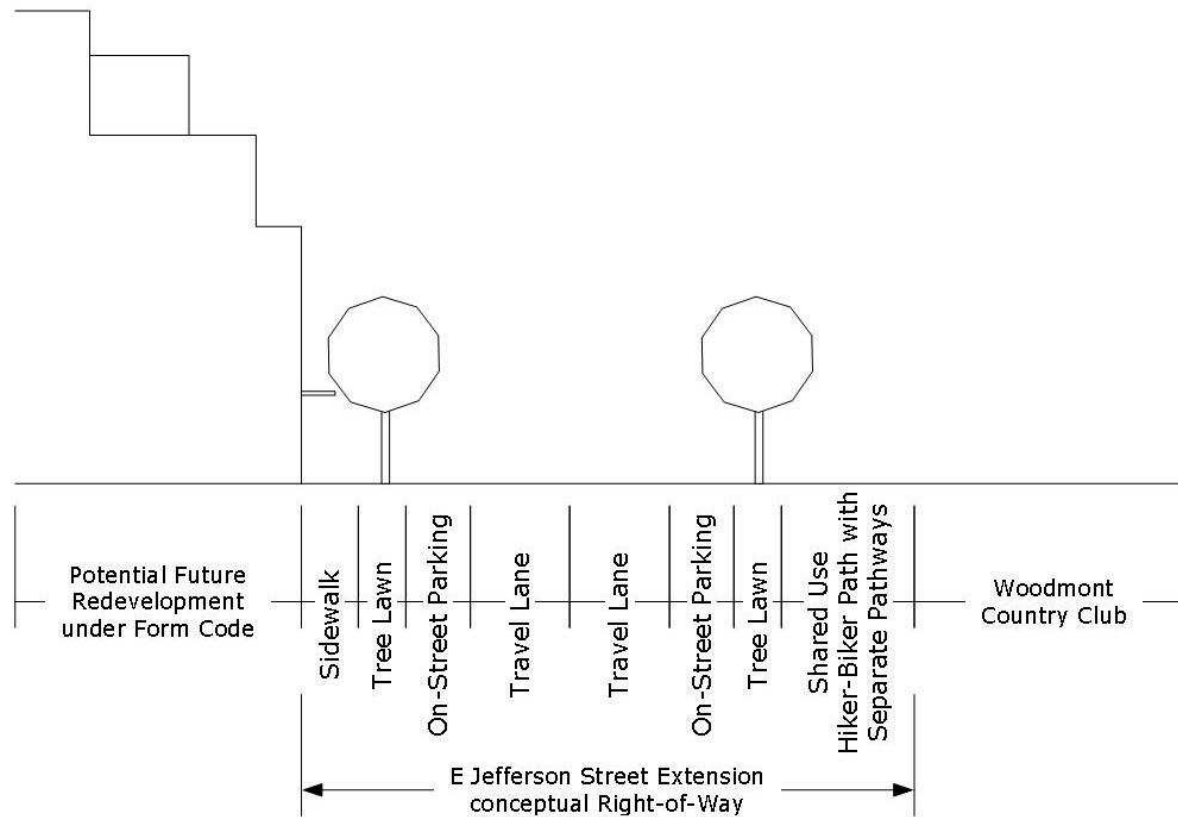 Potential Future
Redevelopment
under Form Code
Sidewalk
Tree Lawn
On-Street Parking
Travel Lane
Travel Lane
On-Street Parking
Tree Lawn
Shared Use
Hiker-Biker Path with
Separate Pathways
Woodmont
Country Club
E Jefferson Street Extension
conceptual Right-of-Way